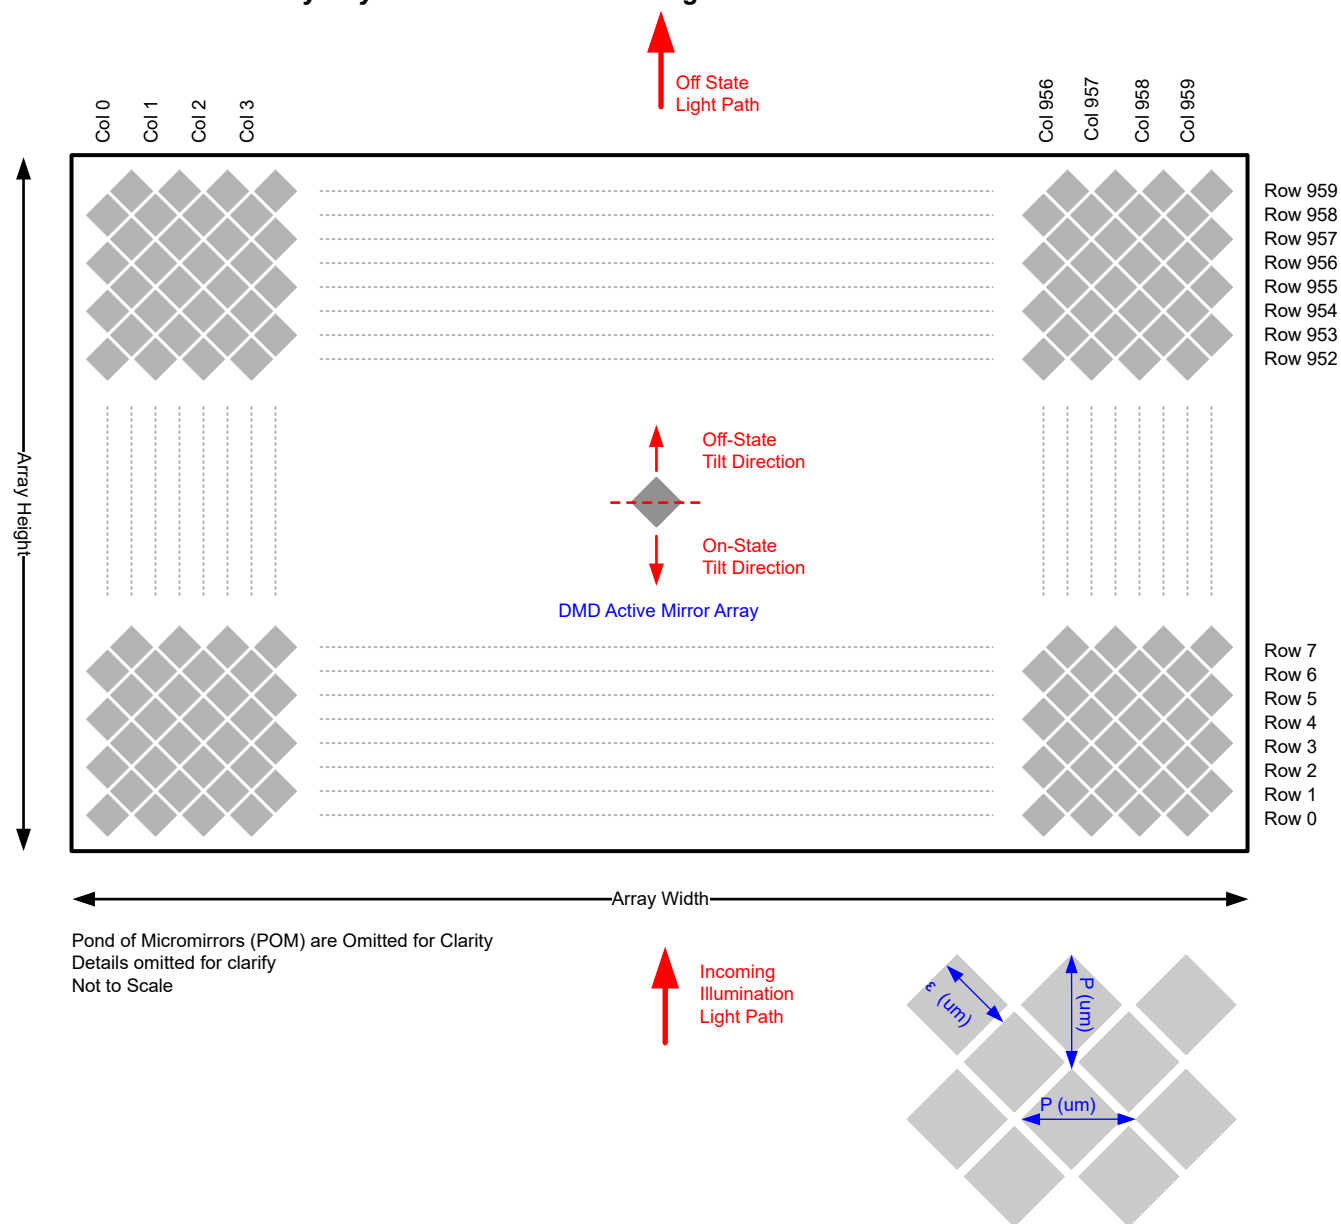 Off State
Light Path
Col 0
Col 1
Col 2
Col 3
Col 956
Col 957
Col 958
Col 959
Row 959
Row 958
Row 957
Row 956
Row 955
Row 954
Row 953
Row 952
Array Height
Off-State
Tilt Direction
On-State
Tilt Direction
DMD Active Mirror Array
Row 7
Row 6
Row 5
Row 4
Row 3
Row 2
Row 1
Row 0
Array Width
Pond of Micromirrors (POM) are Omitted for Clarity
Details omitted for clarify
Not to Scale
Incoming
Illumination
Light Path
ε (um)
P (um)
P (um)